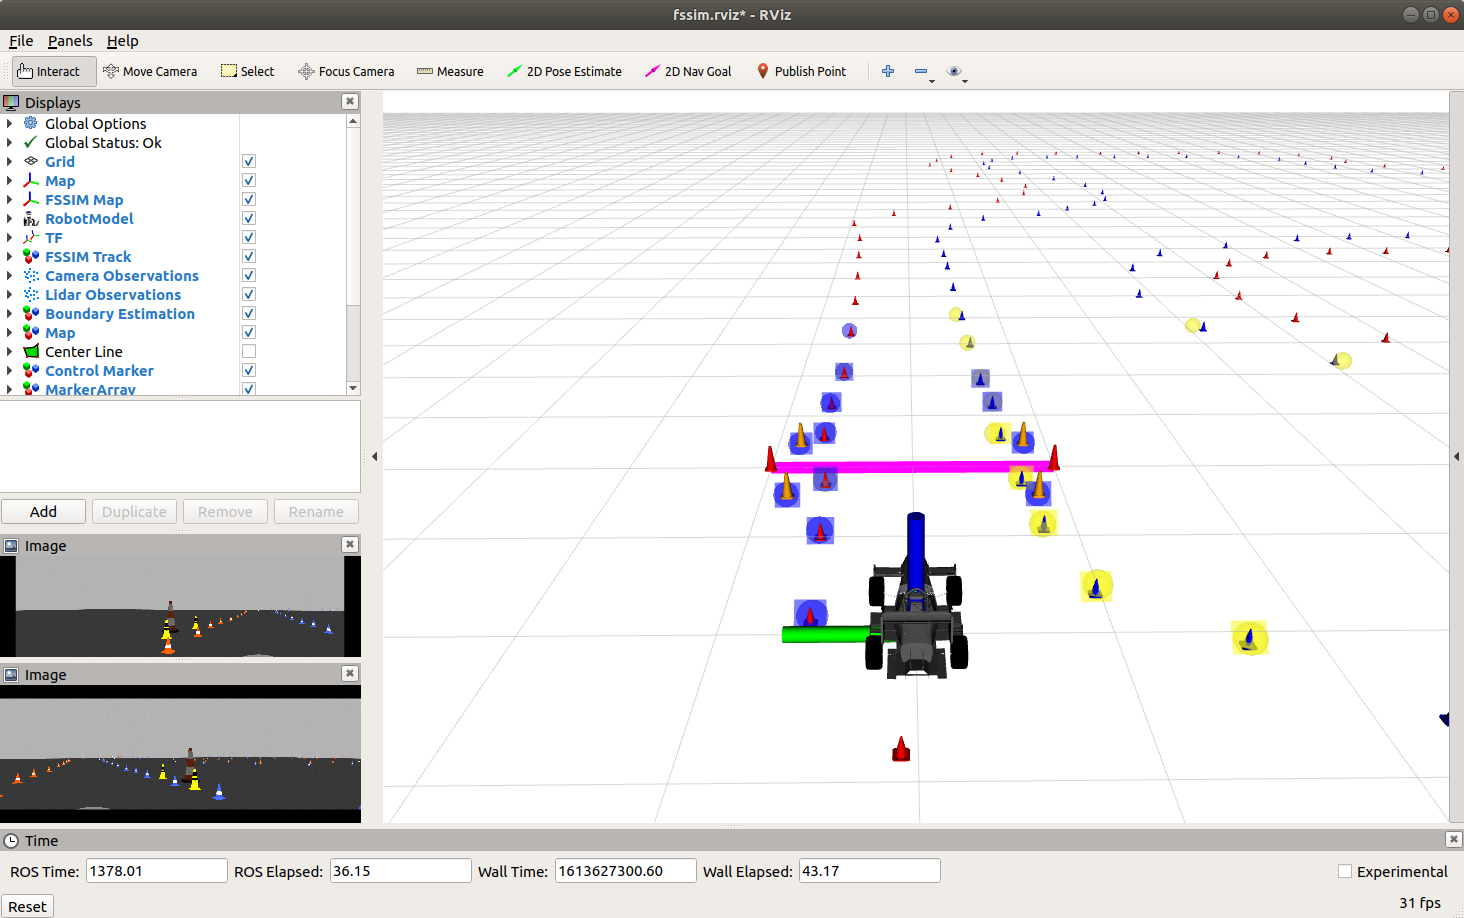 fssim.rviz* - RViz
File Panels Help
Interact Move Camera Select Focus Camera Measure 2D Pose Estimate 2D Nav Goal Publish Point
Displays
Global Options
Global Status: Ok
Grid
Map
FSSIM Map
RobotModel
TF
FSSIM Track
Camera Observations
Lidar Observations
Boundary Estimation
Map
Center Line
Control Marker
MarkerArray
Add Duplicate Remove Rename
Image
Image
Time
ROS Time: 1378.01 ROS Elapsed: 36.15 Wall Time: 1613627300.60 Wall Elapsed: 43.17 Experimental
Reset 31 fps